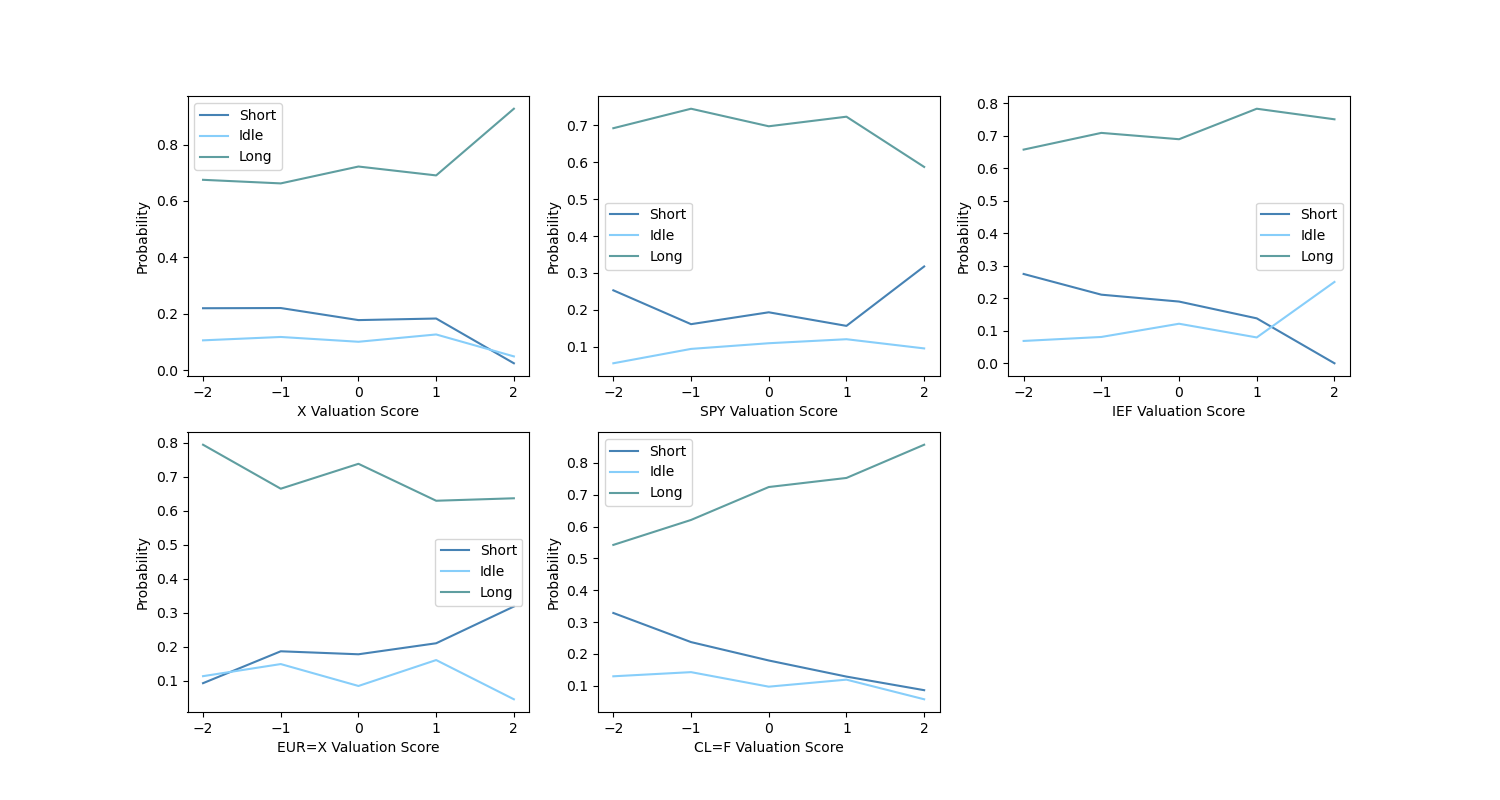 Short
Idle
Long
Probability
0.8
0.6
0.4
0.2
0.0
−2 −1 0 1 2
X Valuation Score
Short
Idle
Long
Probability
0.7
0.6
0.5
0.4
0.3
0.2
0.1
−2 −1 0 1 2
SPY Valuation Score
Short
Idle
Long
Probability
0.8
0.7
0.6
0.5
0.4
0.3
0.2
0.1
0.0
−2 −1 0 1 2
IEF Valuation Score
Short
Idle
Long
Probability
0.8
0.7
0.6
0.5
0.4
0.3
0.2
0.1
−2 −1 0 1 2
EUR=X Valuation Score
Short
Idle
Long
Probability
0.8
0.7
0.6
0.5
0.4
0.3
0.2
0.1
−2 −1 0 1 2
CL=F Valuation Score